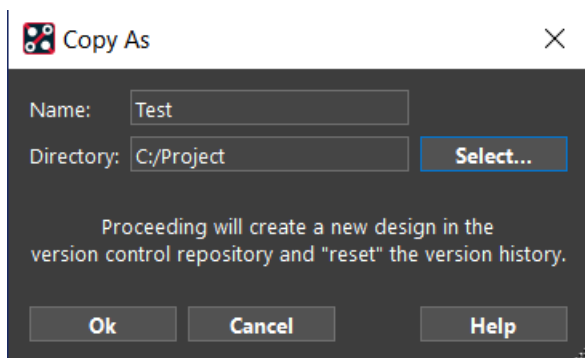 Copy As
Name: Test
Directory: C:/Project Select...
Proceeding will create a new design in the
version control repository and "reset" the version history.
Ok Cancel Help